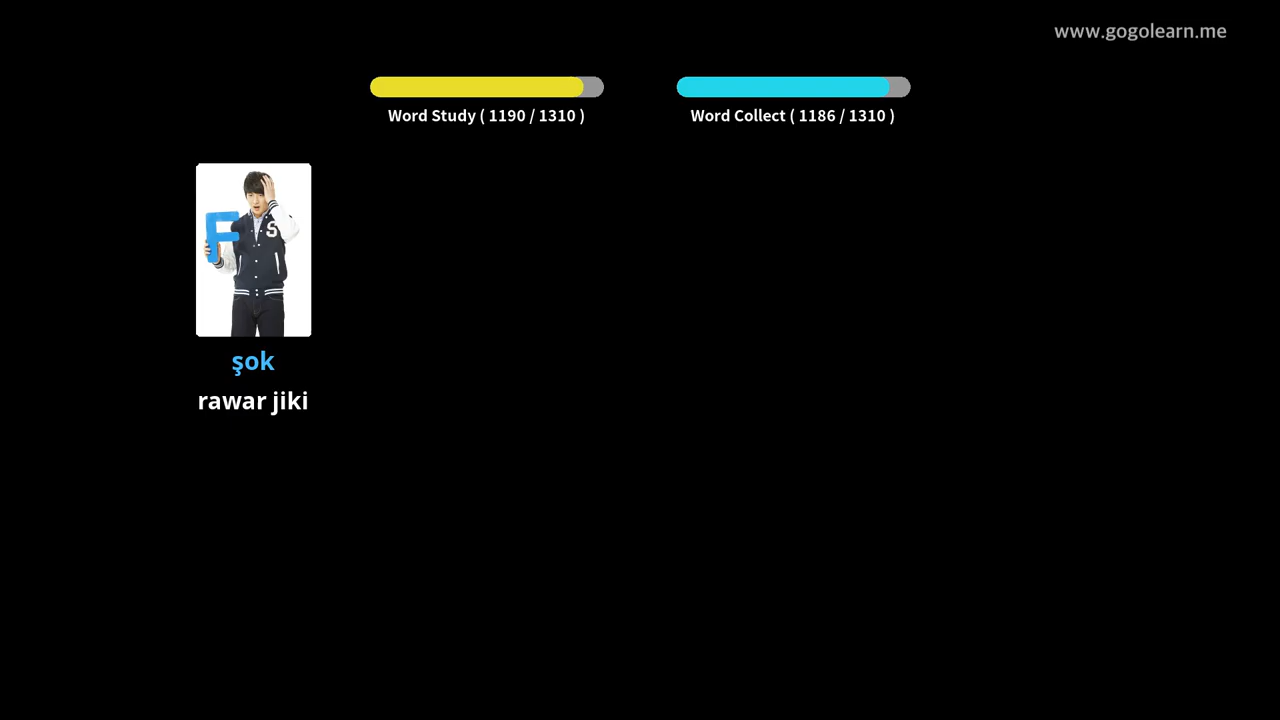 www.gogolearn.me
Word Study ( 1190 / 1310 )
Word Collect ( 1186 / 1310 )
F
S
şok
rawar jiki